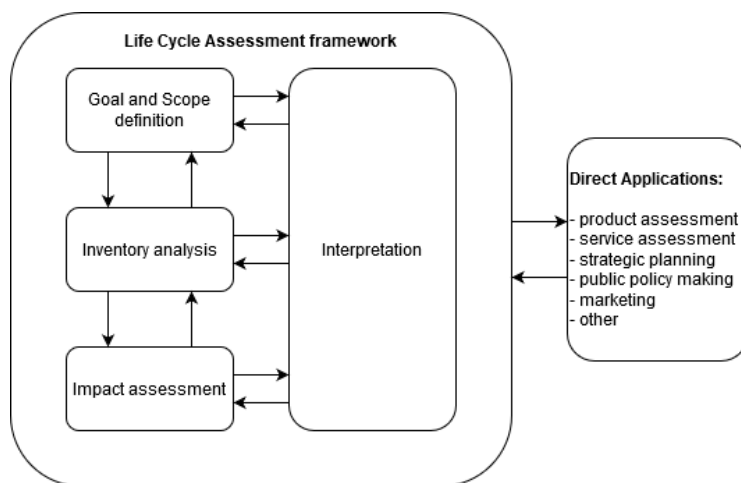 Life Cycle Assessment framework
Goal and Scope
definition
Inventory analysis
Impact assessment
Interpretation
Direct Applications:
- product assessment
- service assessment
- strategic planning
- public policy making
- marketing
- other